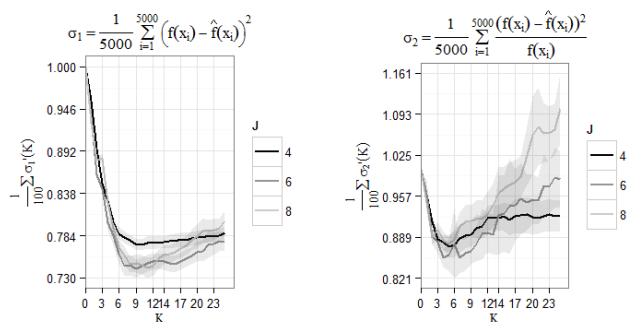 σ₁ = 1/5000 ∑_{i=1}^{5000} (f(xᵢ) − f̂(xᵢ))²
1.000
0.946
0.892
0.838
0.784
0.730
1/100 ∑ σ₁'(K)
0 3 6 9 12 14 17 20 23
K
J
4
6
8
σ₂ = 1/5000 ∑_{i=1}^{5000} (f(xᵢ) − f̂(xᵢ))² / f(xᵢ)
1.161
1.093
1.025
0.957
0.889
0.821
1/100 ∑ σ₂'(K)
0 3 6 9 12 14 17 20 23
K
J
4
6
8